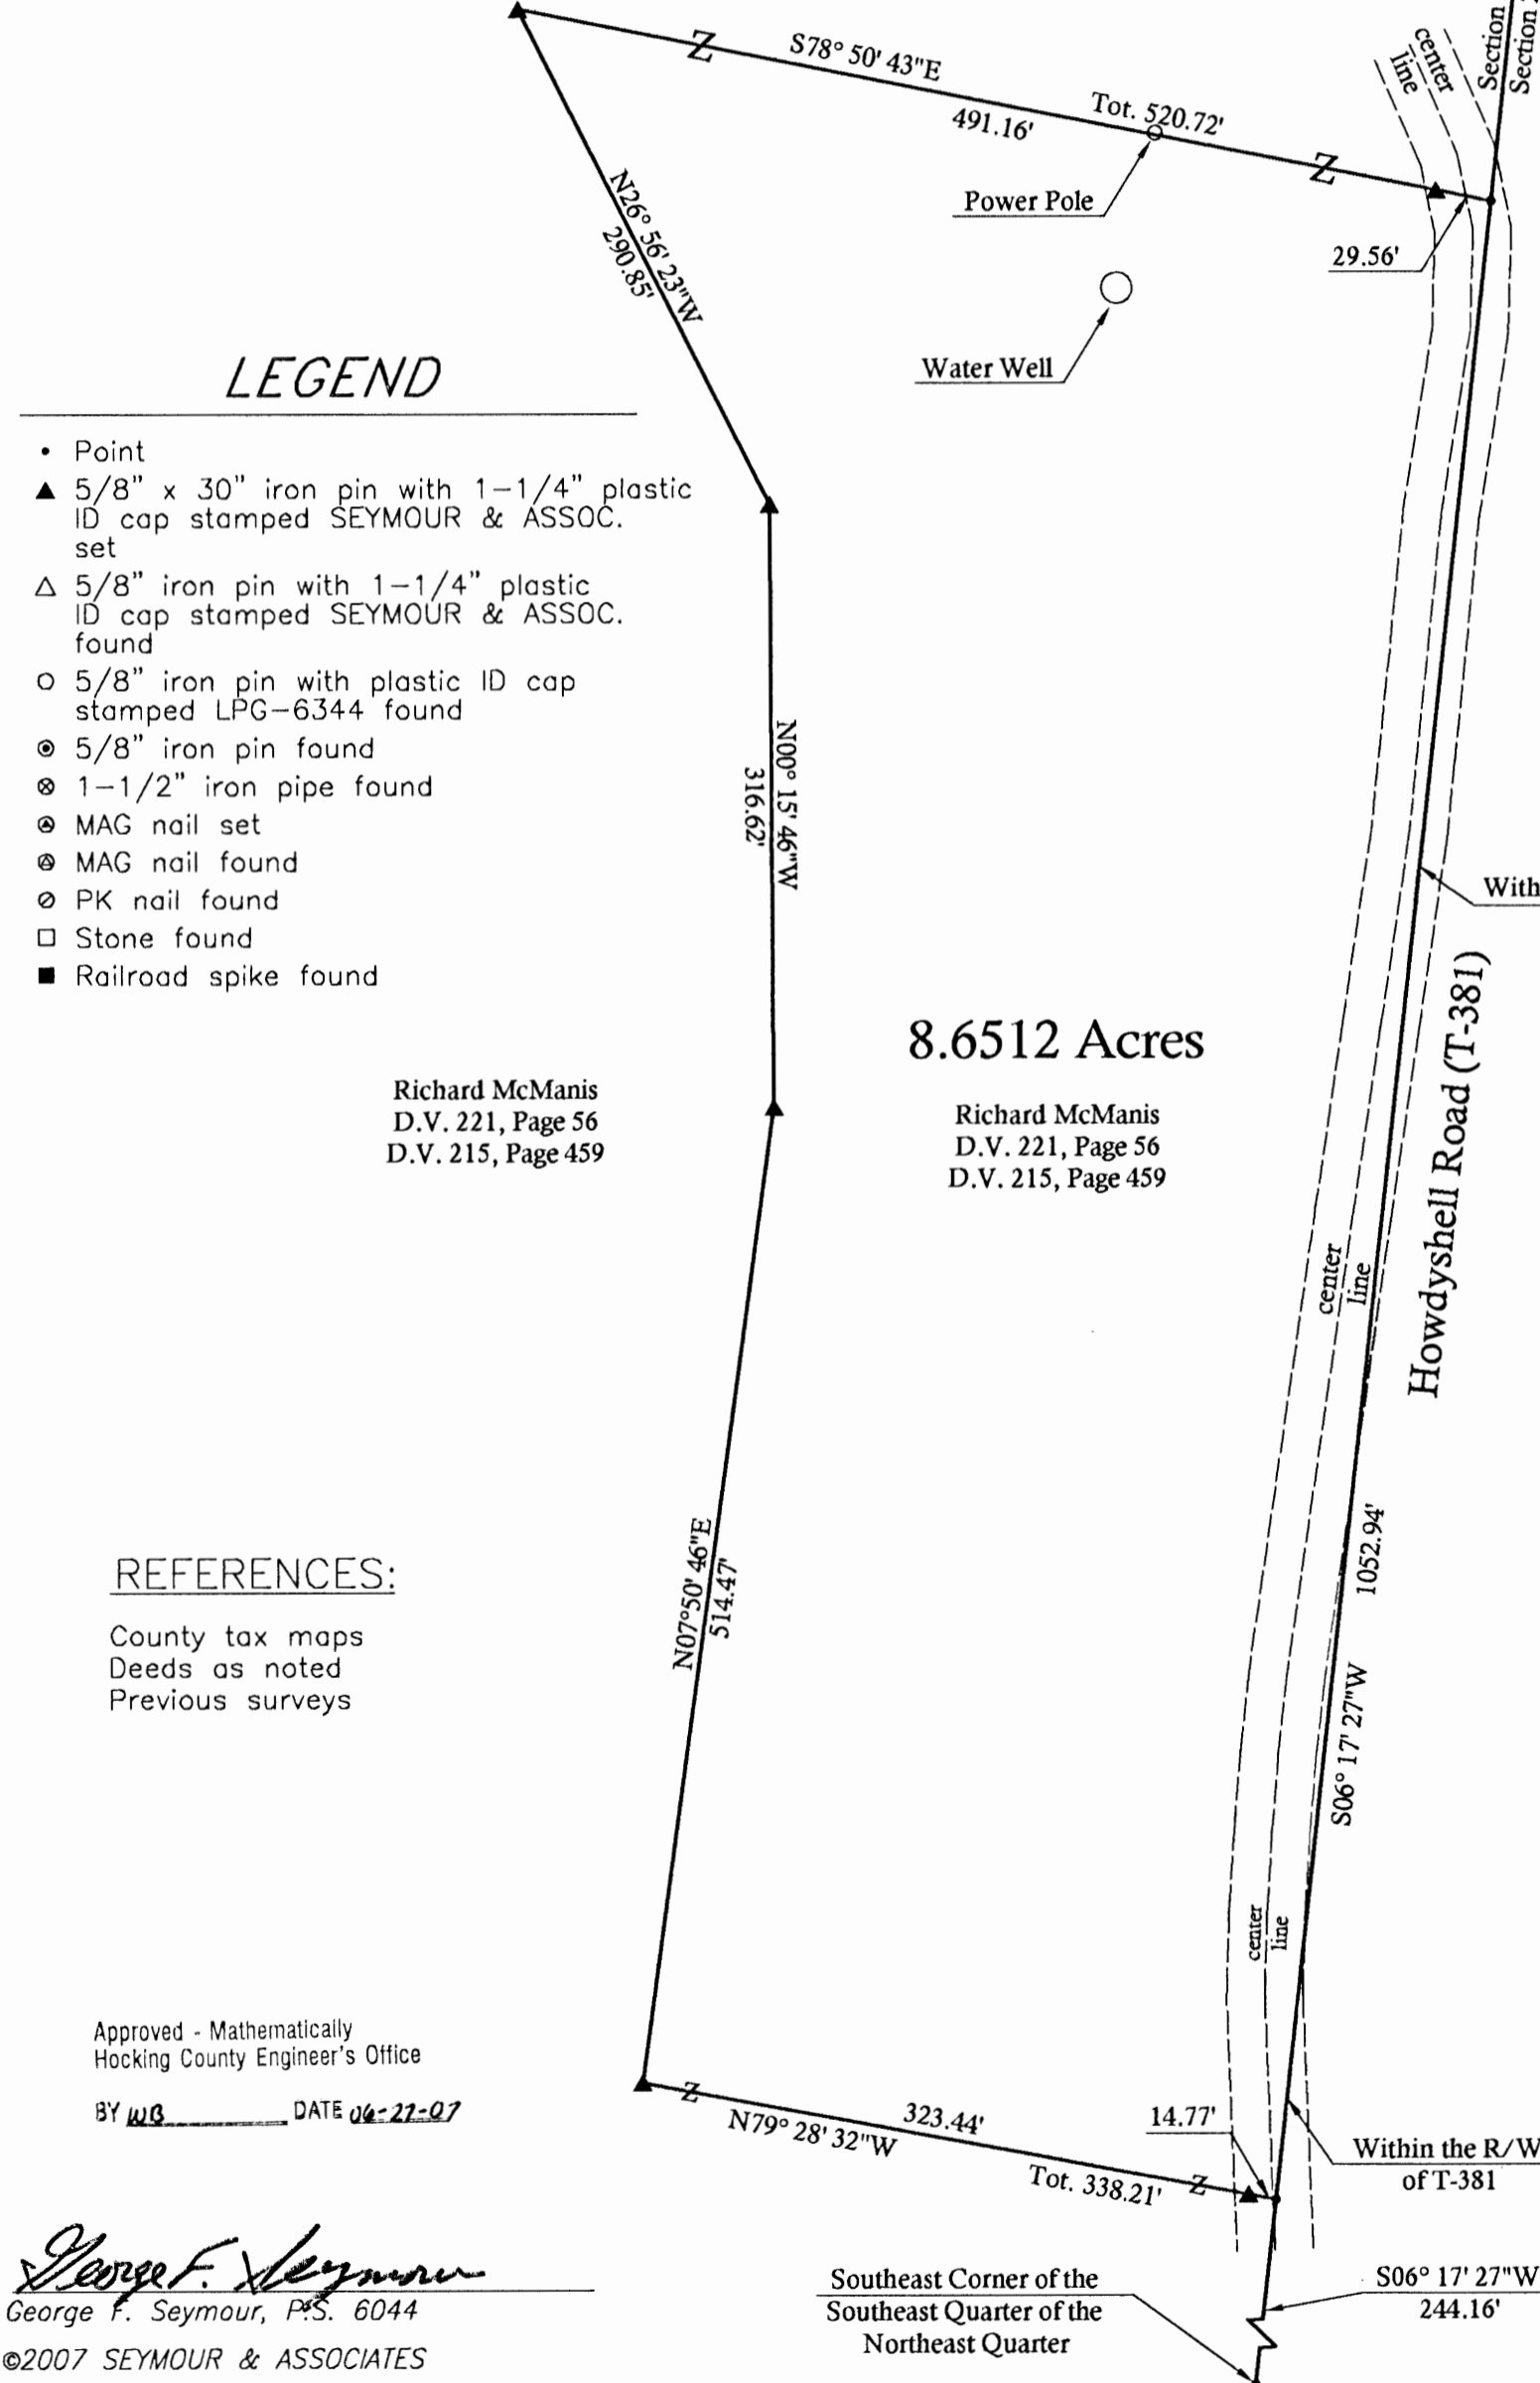 Section
Section
center
line
S78° 50' 43"E
Tot. 520.72'
491.16'
Power Pole
29.56'
N26° 56' 23"W
290.85'
Water Well
LEGEND
• Point
▲ 5/8" x 30" iron pin with 1-1/4" plastic
ID cap stamped SEYMOUR & ASSOC.
set
△ 5/8" iron pin with 1-1/4" plastic
ID cap stamped SEYMOUR & ASSOC.
found
○ 5/8" iron pin with plastic ID cap
stamped LPG-6344 found
5/8" iron pin found
1-1/2" iron pipe found
MAG nail set
MAG nail found
PK nail found
□ Stone found
■ Railroad spike found
N00° 15' 46"W
316.62'
With
Howdyshell Road (T-381)
8.6512 Acres
Richard McManis
D.V. 221, Page 56
D.V. 215, Page 459
Richard McManis
D.V. 221, Page 56
D.V. 215, Page 459
center
line
1052.94'
S06° 17' 27"W
N07°50' 46"E
514.47'
REFERENCES:
County tax maps
Deeds as noted
Previous surveys
center
line
Approved - Mathematically
Hocking County Engineer's Office
BY WB DATE 06-27-07
323.44'
N79° 28' 32"W
Tot. 338.21'
14.77'
Within the R/W
of T-381
George F. Seymour
George F. Seymour, P.S. 6044
©2007 SEYMOUR & ASSOCIATES
Southeast Corner of the
Southeast Quarter of the
Northeast Quarter
S06° 17' 27"W
244.16'